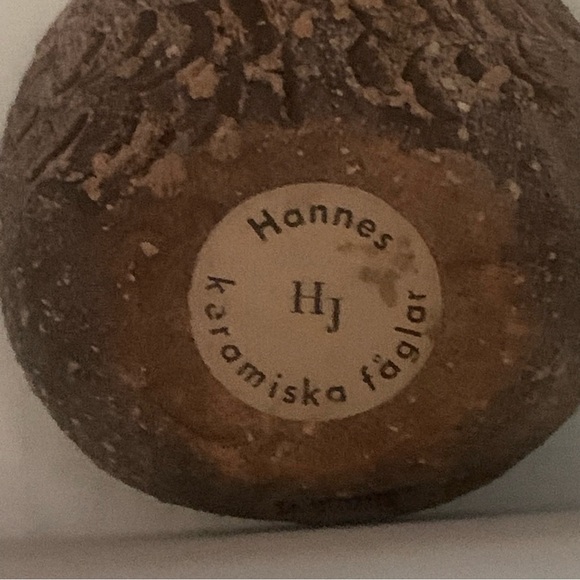 Hannes
HJ
keramiska fåglar